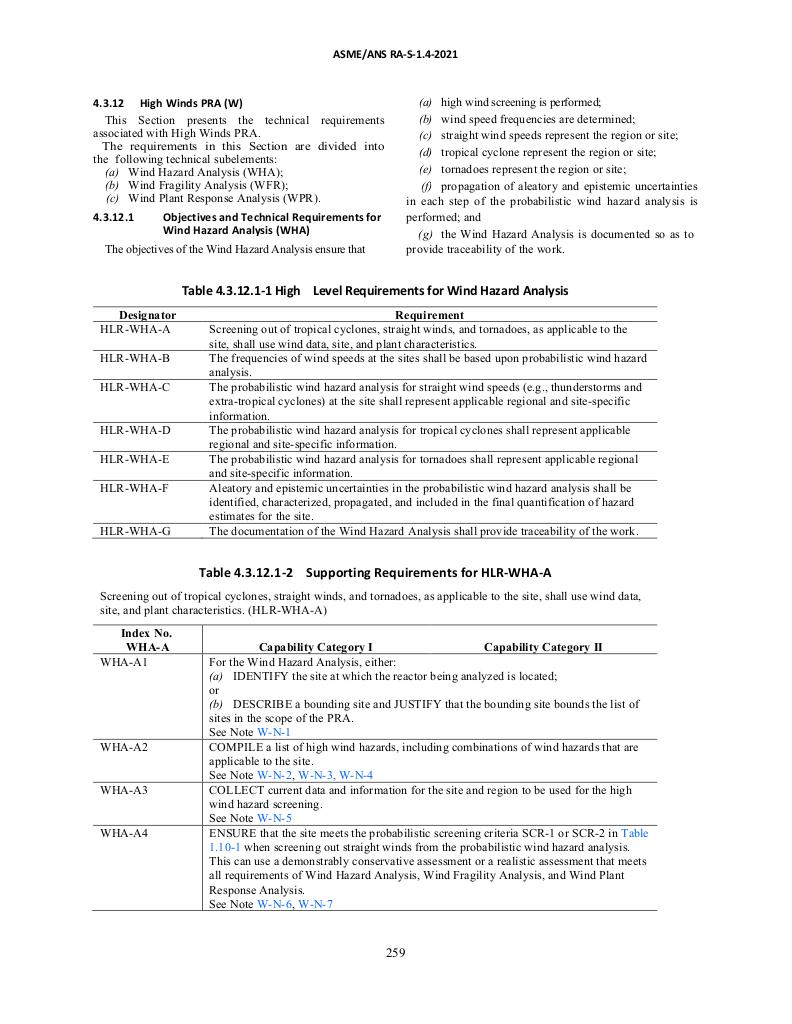 ASME/ANS RA-S-1.4-2021
4.3.12 High Winds PRA (W)
This Section presents the technical requirements
associated with High Winds PRA.
The requirements in this Section are divided into
the following technical subelements:
(a) Wind Hazard Analysis (WHA);
(b) Wind Fragility Analysis (WFR);
(c) Wind Plant Response Analysis (WPR).
4.3.12.1 Objectives and Technical Requirements for
Wind Hazard Analysis (WHA)
The objectives of the Wind Hazard Analysis ensure that
(a) high wind screening is performed;
(b) wind speed frequencies are determined;
(c) straight wind speeds represent the region or site;
(d) tropical cyclone represent the region or site;
(e) tornadoes represent the region or site;
(f) propagation of aleatory and epistemic uncertainties
in each step of the probabilistic wind hazard analysis is
performed; and
(g) the Wind Hazard Analysis is documented so as to
provide traceability of the work.
Table 4.3.12.1-1 High Level Requirements for Wind Hazard Analysis
Designator Requirement
HLR-WHA-A Screening out of tropical cyclones, straight winds, and tornadoes, as applicable to the
site, shall use wind data, site, and plant characteristics.
HLR-WHA-B The frequencies of wind speeds at the sites shall be based upon probabilistic wind hazard
analysis.
HLR-WHA-C The probabilistic wind hazard analysis for straight wind speeds (e.g., thunderstorms and
extra-tropical cyclones) at the site shall represent applicable regional and site-specific
information.
HLR-WHA-D The probabilistic wind hazard analysis for tropical cyclones shall represent applicable
regional and site-specific information.
HLR-WHA-E The probabilistic wind hazard analysis for tornadoes shall represent applicable regional
and site-specific information.
HLR-WHA-F Aleatory and epistemic uncertainties in the probabilistic wind hazard analysis shall be
identified, characterized, propagated, and included in the final quantification of hazard
estimates for the site.
HLR-WHA-G The documentation of the Wind Hazard Analysis shall provide traceability of the work.
Table 4.3.12.1-2 Supporting Requirements for HLR-WHA-A
Screening out of tropical cyclones, straight winds, and tornadoes, as applicable to the site, shall use wind data,
site, and plant characteristics. (HLR-WHA-A)
Index No.
WHA-A Capability Category I Capability Category II
WHA-A1 For the Wind Hazard Analysis, either:
(a) IDENTIFY the site at which the reactor being analyzed is located;
or
(b) DESCRIBE a bounding site and JUSTIFY that the bounding site bounds the list of
sites in the scope of the PRA.
See Note W-N-1
WHA-A2 COMPILE a list of high wind hazards, including combinations of wind hazards that are
applicable to the site.
See Note W-N-2, W-N-3, W-N-4
WHA-A3 COLLECT current data and information for the site and region to be used for the high
wind hazard screening.
See Note W-N-5
WHA-A4 ENSURE that the site meets the probabilistic screening criteria SCR-1 or SCR-2 in Table
1.10-1 when screening out straight winds from the probabilistic wind hazard analysis.
This can use a demonstrably conservative assessment or a realistic assessment that meets
all requirements of Wind Hazard Analysis, Wind Fragility Analysis, and Wind Plant
Response Analysis.
See Note W-N-6, W-N-7
259